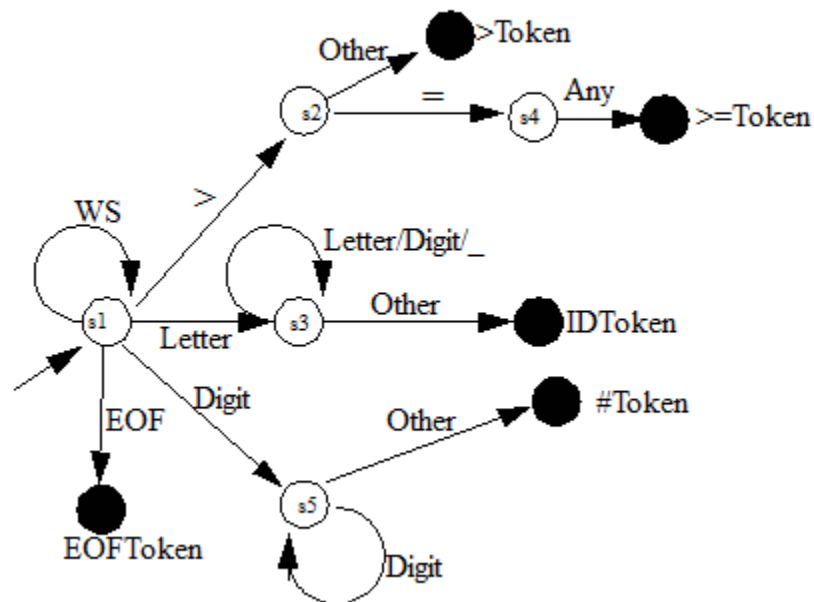 Other
>Token
s2
=
s4
Any
>=Token
>
WS
Letter/Digit/_
s1
Letter
s3
Other
IDToken
Digit
EOF
Other
#Token
s5
EOFToken
Digit